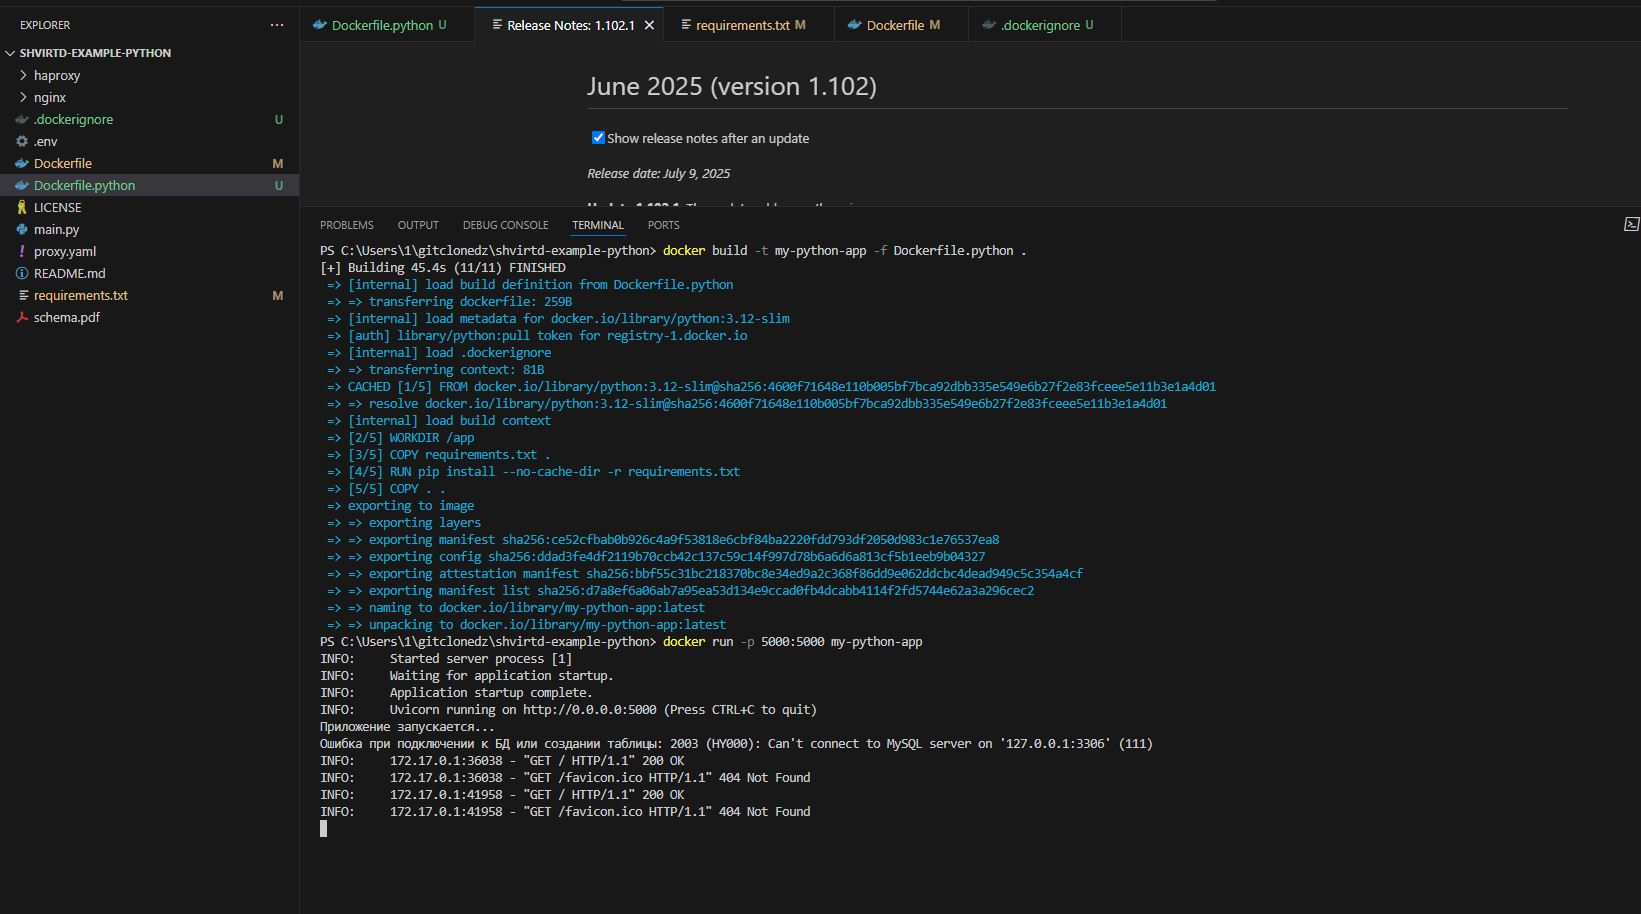 EXPLORER
SHVIRTD-EXAMPLE-PYTHON
haproxy
nginx
.dockerignore U
.env
Dockerfile M
Dockerfile.python U
LICENSE
main.py
proxy.yaml
README.md
requirements.txt M
schema.pdf
Dockerfile.python U
Release Notes: 1.102.1
requirements.txt M
Dockerfile M
.dockerignore U
June 2025 (version 1.102)
Show release notes after an update
Release date: July 9, 2025
PROBLEMS OUTPUT DEBUG CONSOLE TERMINAL PORTS
PS C:\Users\1\gitclonedz\shvirtd-example-python> docker build -t my-python-app -f Dockerfile.python .
[+] Building 45.4s (11/11) FINISHED
=> [internal] load build definition from Dockerfile.python
=> => transferring dockerfile: 259B
=> [internal] load metadata for docker.io/library/python:3.12-slim
=> [auth] library/python:pull token for registry-1.docker.io
=> [internal] load .dockerignore
=> => transferring context: 81B
=> CACHED [1/5] FROM docker.io/library/python:3.12-slim@sha256:4600f71648e110b005bf7bca92dbb335e549e6b27f2e83fceee5e11b3e1a4d01
=> => resolve docker.io/library/python:3.12-slim@sha256:4600f71648e110b005bf7bca92dbb335e549e6b27f2e83fceee5e11b3e1a4d01
=> [internal] load build context
=> [2/5] WORKDIR /app
=> [3/5] COPY requirements.txt .
=> [4/5] RUN pip install --no-cache-dir -r requirements.txt
=> [5/5] COPY . .
=> exporting to image
=> => exporting layers
=> => exporting manifest sha256:ce52cfbab0b926c4a9f53818e6cbf84ba2220fdd793df2050d983c1e76537ea8
=> => exporting config sha256:ddad3fe4df2119b70ccb42c137c59c14f997d78b6a6d6a813cf5b1eeb9b04327
=> => exporting attestation manifest sha256:bbf55c31bc218370bc8e34ed9a2c368f86dd9e062ddcbc4dead949c5c354a4cf
=> => exporting manifest list sha256:d7a8ef6a06ab7a95ea53d134e9ccad0fb4dcabb4114f2fd5744e62a3a296cec2
=> => naming to docker.io/library/my-python-app:latest
=> => unpacking to docker.io/library/my-python-app:latest
PS C:\Users\1\gitclonedz\shvirtd-example-python> docker run -p 5000:5000 my-python-app
INFO: Started server process [1]
INFO: Waiting for application startup.
INFO: Application startup complete.
INFO: Uvicorn running on http://0.0.0.0:5000 (Press CTRL+C to quit)
Приложение запускается...
Ошибка при подключении к БД или создании таблицы: 2003 (HY000): Can't connect to MySQL server on '127.0.0.1:3306' (111)
INFO: 172.17.0.1:36038 - "GET / HTTP/1.1" 200 OK
INFO: 172.17.0.1:36038 - "GET /favicon.ico HTTP/1.1" 404 Not Found
INFO: 172.17.0.1:41958 - "GET / HTTP/1.1" 200 OK
INFO: 172.17.0.1:41958 - "GET /favicon.ico HTTP/1.1" 404 Not Found